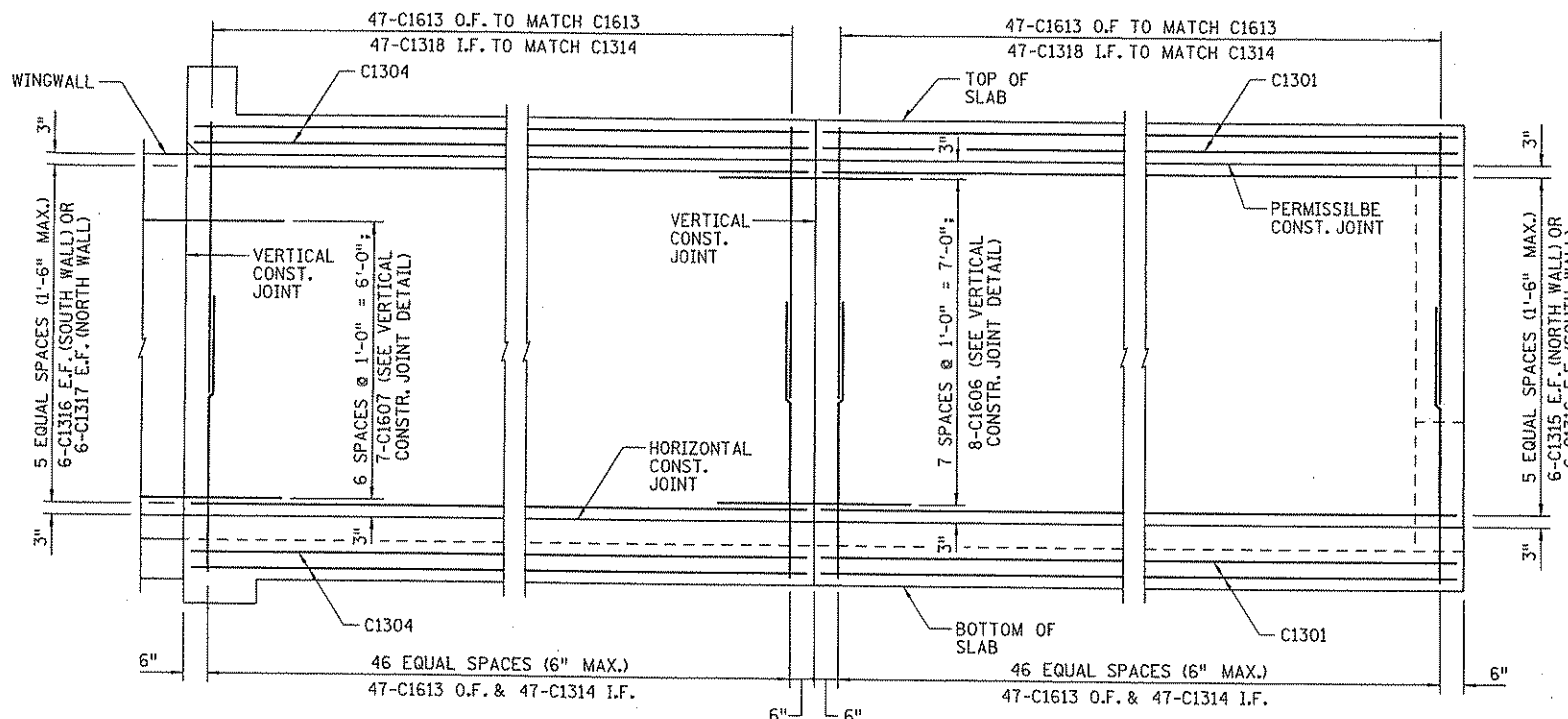 47-C1613 O.F. TO MATCH C1613
47-C1318 I.F. TO MATCH C1314
47-C1613 O.F TO MATCH C1613
47-C1318 I.F. TO MATCH C1314
WINGWALL
C1304
TOP OF
SLAB
C1301
3"
3"
3"
5 EQUAL SPACES (1'-6" MAX.)
6-C1316 E.F. (SOUTH WALL) OR
6-C1317 E.F. (NORTH WALL)
VERTICAL
CONST.
JOINT
6 SPACES @ 1'-0" = 6'-0";
7-C1607 (SEE VERTICAL
CONSTR. JOINT DETAIL)
VERTICAL
CONST.
JOINT
7 SPACES @ 1'-0" = 7'-0";
8-C1606 (SEE VERTICAL
CONSTR. JOINT DETAIL)
PERMISSILBE
CONST. JOINT
5 EQUAL SPACES (1'-6" MAX.)
6-C1315 E.F. (NORTH WALL) OR
HORIZONTAL
CONST.
JOINT
3"
3"
3"
3"
C1304
BOTTOM OF
SLAB
C1301
6"
46 EQUAL SPACES (6" MAX.)
47-C1613 O.F. & 47-C1314 I.F.
6"
6"
46 EQUAL SPACES (6" MAX.)
47-C1613 O.F. & 47-C1314 I.F.
6"